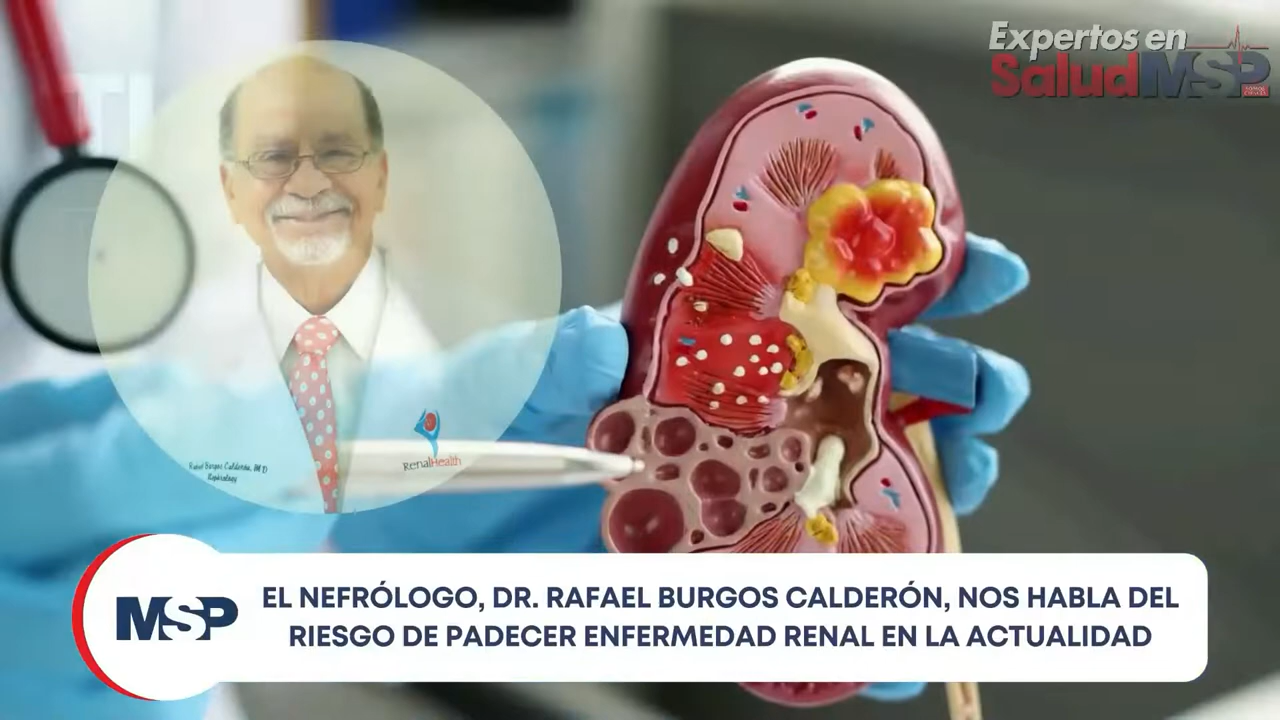 Expertos en
SaludMSP
Rafael Burgos Calderón, M.D
Nephrology
RenalHealth
MSP
EL NEFRÓLOGO, DR. RAFAEL BURGOS CALDERÓN, NOS HABLA DEL
RIESGO DE PADECER ENFERMEDAD RENAL EN LA ACTUALIDAD